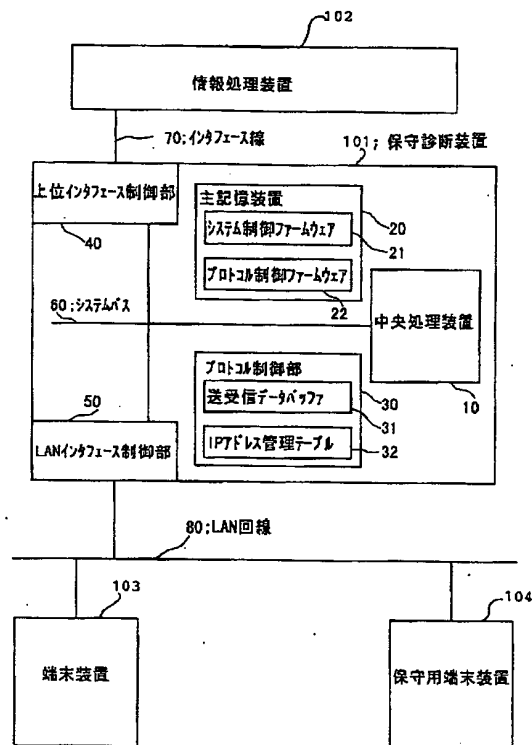 102
情報処理装置
70;インタフェース線
101; 保守診断装置
上位インタフェース制御部
40
主記憶装置
20
システム制御ファームウェア
21
プロトコル制御ファームウェア
22
60;システムバス
中央処理装置
10
プロトコル制御部
30
送受信データバッファ
31
IPアドレス管理テーブル
32
50
LANインタフェース制御部
80;LAN回線
103
端末装置
104
保守用端末装置